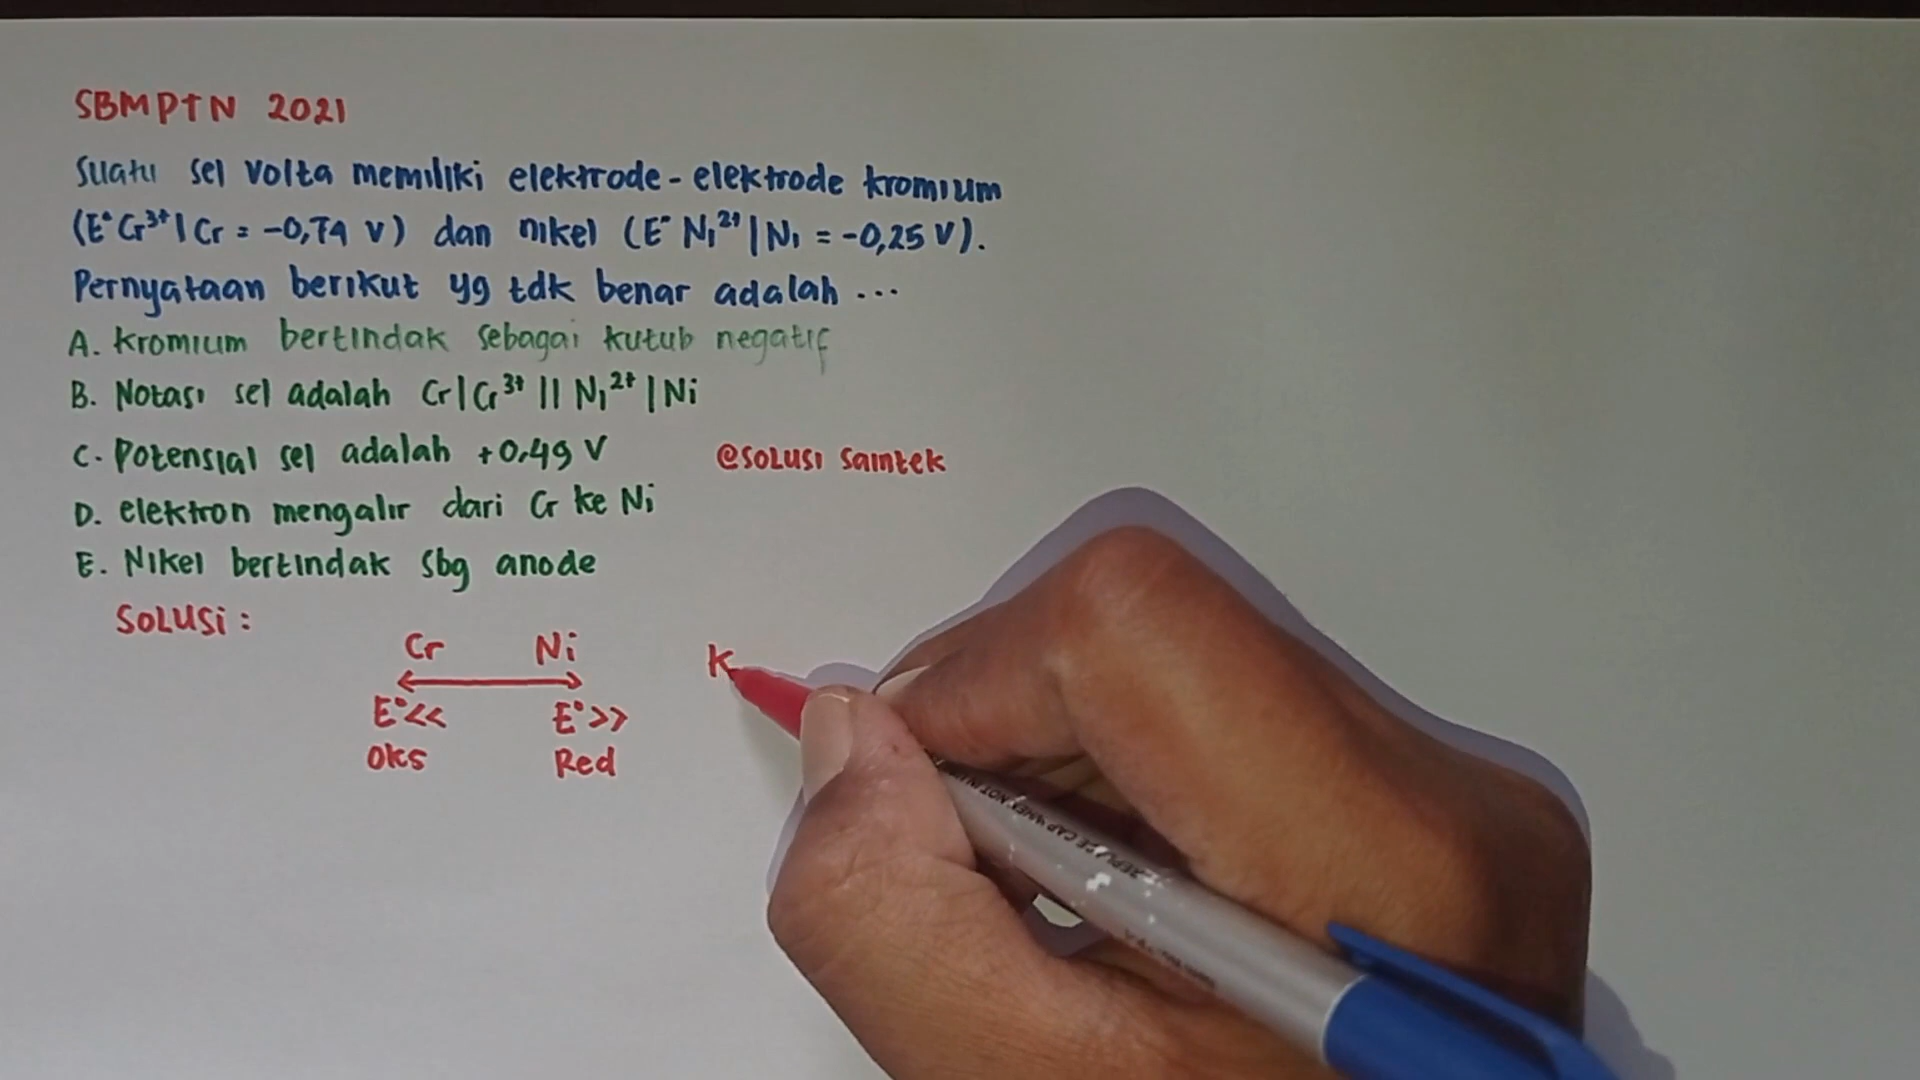 SBMPTN 2021
Suatu sel volta memiliki elektrode-elektrode kromium
(E° Cr³⁺|Cr = -0,74 V) dan nikel (E° Ni²⁺|Ni = -0,25 V).
Pernyataan berikut yg tdk benar adalah ...
A. Kromium bertindak sebagai kutub negatif
B. Notasi sel adalah Cr|Cr³⁺||Ni²⁺|Ni
C. Potensial sel adalah +0.49 V
@SOLUSI Saintek
D. elektron mengalir dari Cr ke Ni
E. Nikel bertindak sbg anode
SOLUSi :
Cr Ni
K
E°<< E°>>
Oks Red